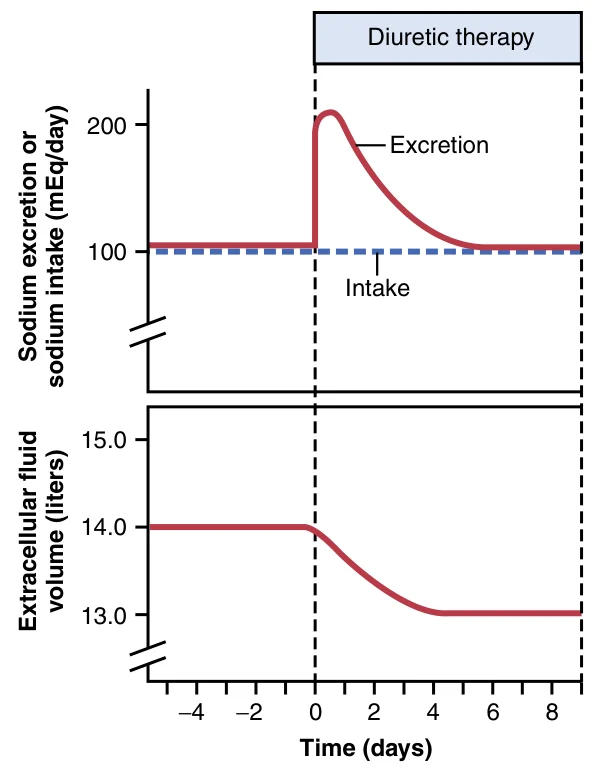 Diuretic therapy
Sodium excretion or
sodium intake (mEq/day)
200
Excretion
100
Intake
Extracellular fluid
volume (liters)
15.0
14.0
13.0
–4 –2 0 2 4 6 8
Time (days)